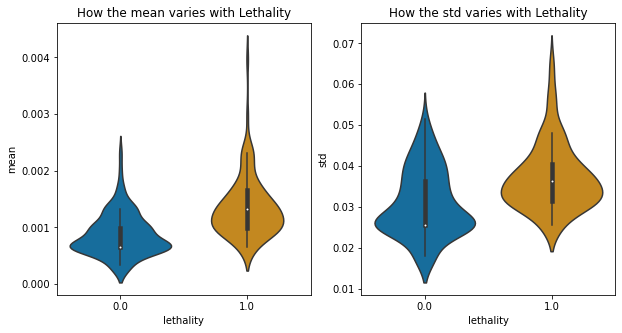 How the mean varies with Lethality
0.004
0.003
0.002
0.001
0.000
mean
0.0
1.0
lethality
How the std varies with Lethality
0.07
0.06
0.05
0.04
0.03
0.02
0.01
std
0.0
1.0
lethality